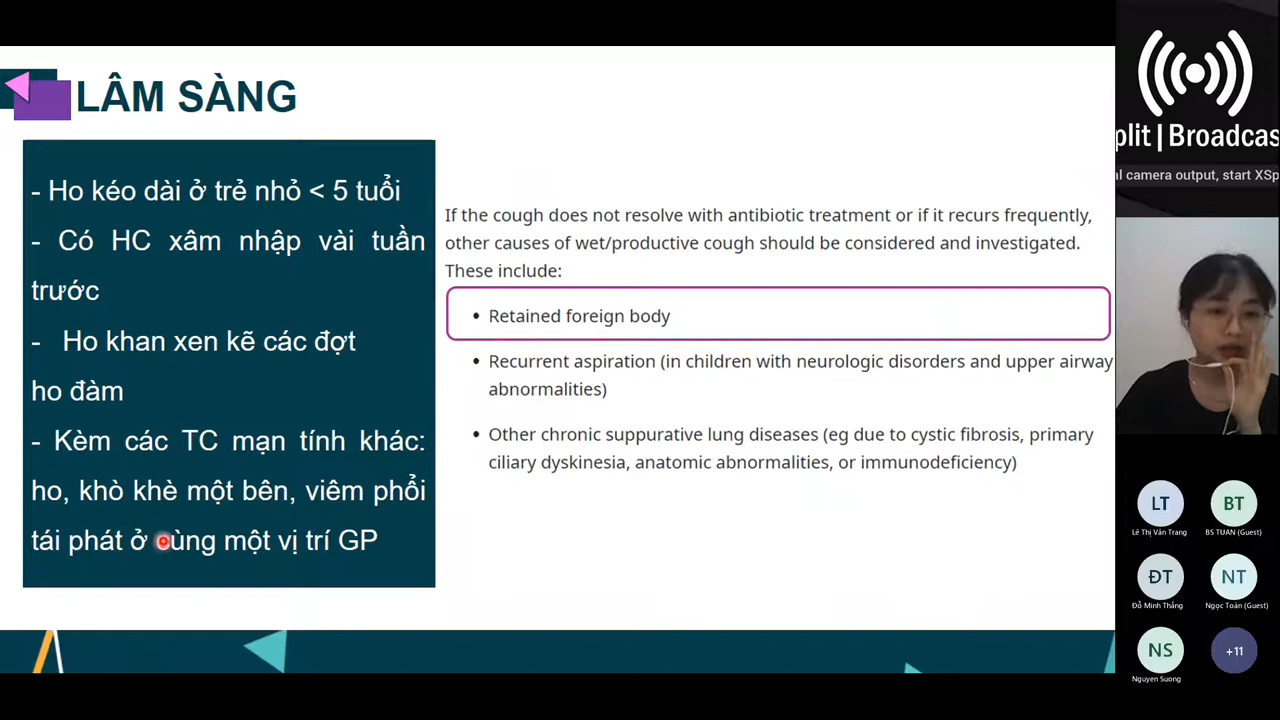 LÂM SÀNG
- Ho kéo dài ở trẻ nhỏ < 5 tuổi
- Có HC xâm nhập vài tuần
trước
- Ho khan xen kẽ các đợt
ho đàm
- Kèm các TC mạn tính khác:
ho, khò khè một bên, viêm phổi
tái phát ở cùng một vị trí GP
If the cough does not resolve with antibiotic treatment or if it recurs frequently,
other causes of wet/productive cough should be considered and investigated.
These include:
• Retained foreign body
• Recurrent aspiration (in children with neurologic disorders and upper airway
abnormalities)
• Other chronic suppurative lung diseases (eg due to cystic fibrosis, primary
ciliary dyskinesia, anatomic abnormalities, or immunodeficiency)
plit | Broadcas
l camera output, start XSp
LT
BT
Lê Thị Vân Trang
BS TUAN (Guest)
ĐT
NT
Đỗ Minh Thắng
Ngọc Toàn (Guest)
NS
+11
Nguyen Suong